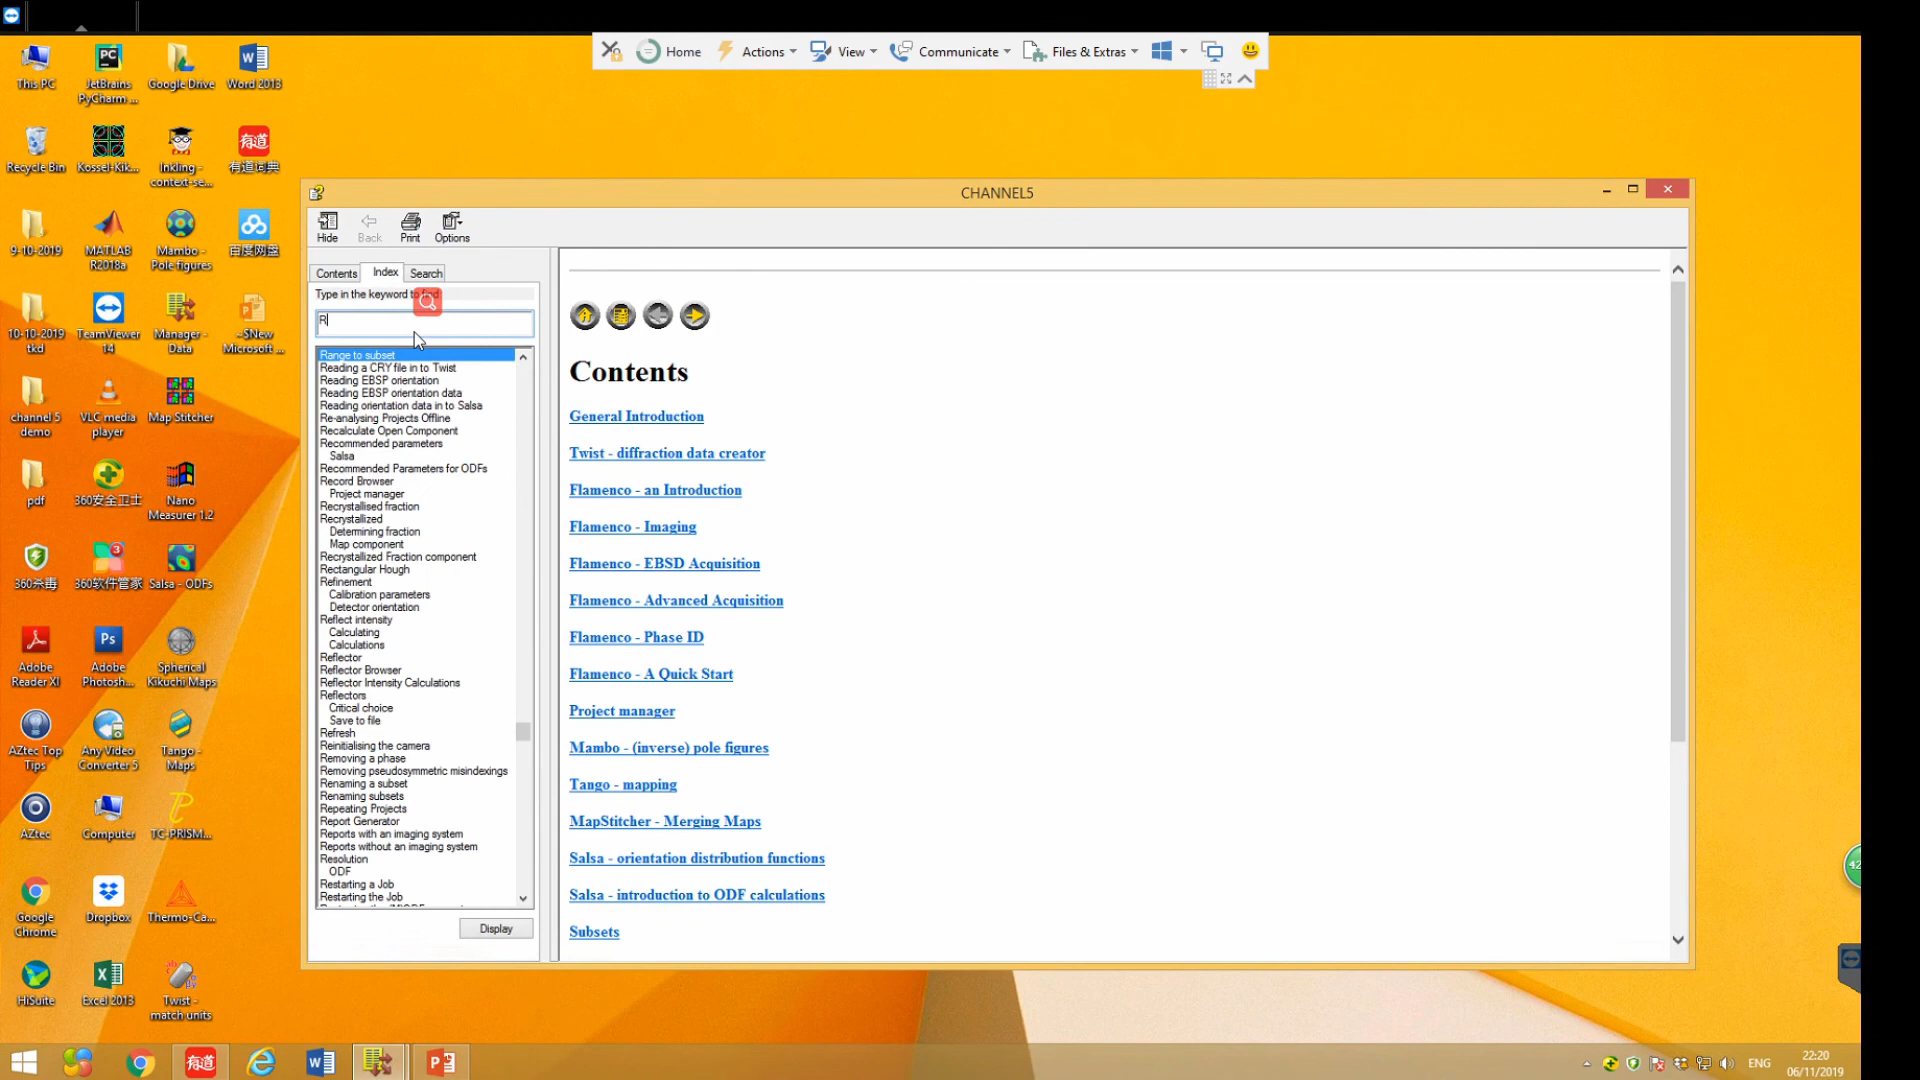 Home
Actions
View
Communicate
Files & Extras
This PC
JetBrains PyCharm ...
Google Drive
Word 2013
Recycle Bin
Kossel-Kik...
Inkling - context-se...
有道
有道词典
9-10-2019
MATLAB R2018a
Mambo - Pole figures
百度网盘
10-10-2019 tkd
TeamViewer 14
Manager - Data
~$New Microsoft ...
channel 5 demo
VLC media player
Map Stitcher
pdf
360安全卫士
Nano Measurer 1.2
360杀毒
3
360软件管家
Salsa - ODFs
Adobe Reader XI
Ps
Adobe Photosh...
Spherical Kikuchi Maps
AZtec Top Tips
Any Video Converter 5
Tango - Maps
AZtec
Computer
TC-PRISM...
Google Chrome
Dropbox
Thermo-Ca...
HiSuite
Excel 2013
Twist - match units
CHANNEL5
Hide
Back
Print
Options
Contents
Index
Search
Type in the keyword to find
R
Range to subset
Reading a CRY file in to Twist
Reading EBSP orientation
Reading EBSP orientation data
Reading orientation data in to Salsa
Re-analysing Projects Offline
Recalculate Open Component
Recommended parameters
Salsa
Recommended Parameters for ODFs
Record Browser
Project manager
Recrystallised fraction
Recrystallized
Determining fraction
Map component
Recrystallized Fraction component
Rectangular Hough
Refinement
Calibration parameters
Detector orientation
Reflect intensity
Calculating
Calculations
Reflector
Reflector Browser
Reflector Intensity Calculations
Reflectors
Critical choice
Save to file
Refresh
Reinitialising the camera
Removing a phase
Removing pseudosymmetric misindexings
Renaming a subset
Renaming subsets
Repeating Projects
Report Generator
Reports with an imaging system
Reports without an imaging system
Resolution
ODF
Restarting a Job
Restarting the Job
Display
Contents
General Introduction
Twist - diffraction data creator
Flamenco - an Introduction
Flamenco - Imaging
Flamenco - EBSD Acquisition
Flamenco - Advanced Acquisition
Flamenco - Phase ID
Flamenco - A Quick Start
Project manager
Mambo - (inverse) pole figures
Tango - mapping
MapStitcher - Merging Maps
Salsa - orientation distribution functions
Salsa - introduction to ODF calculations
Subsets
42
有道
ENG
22:20
06/11/2019